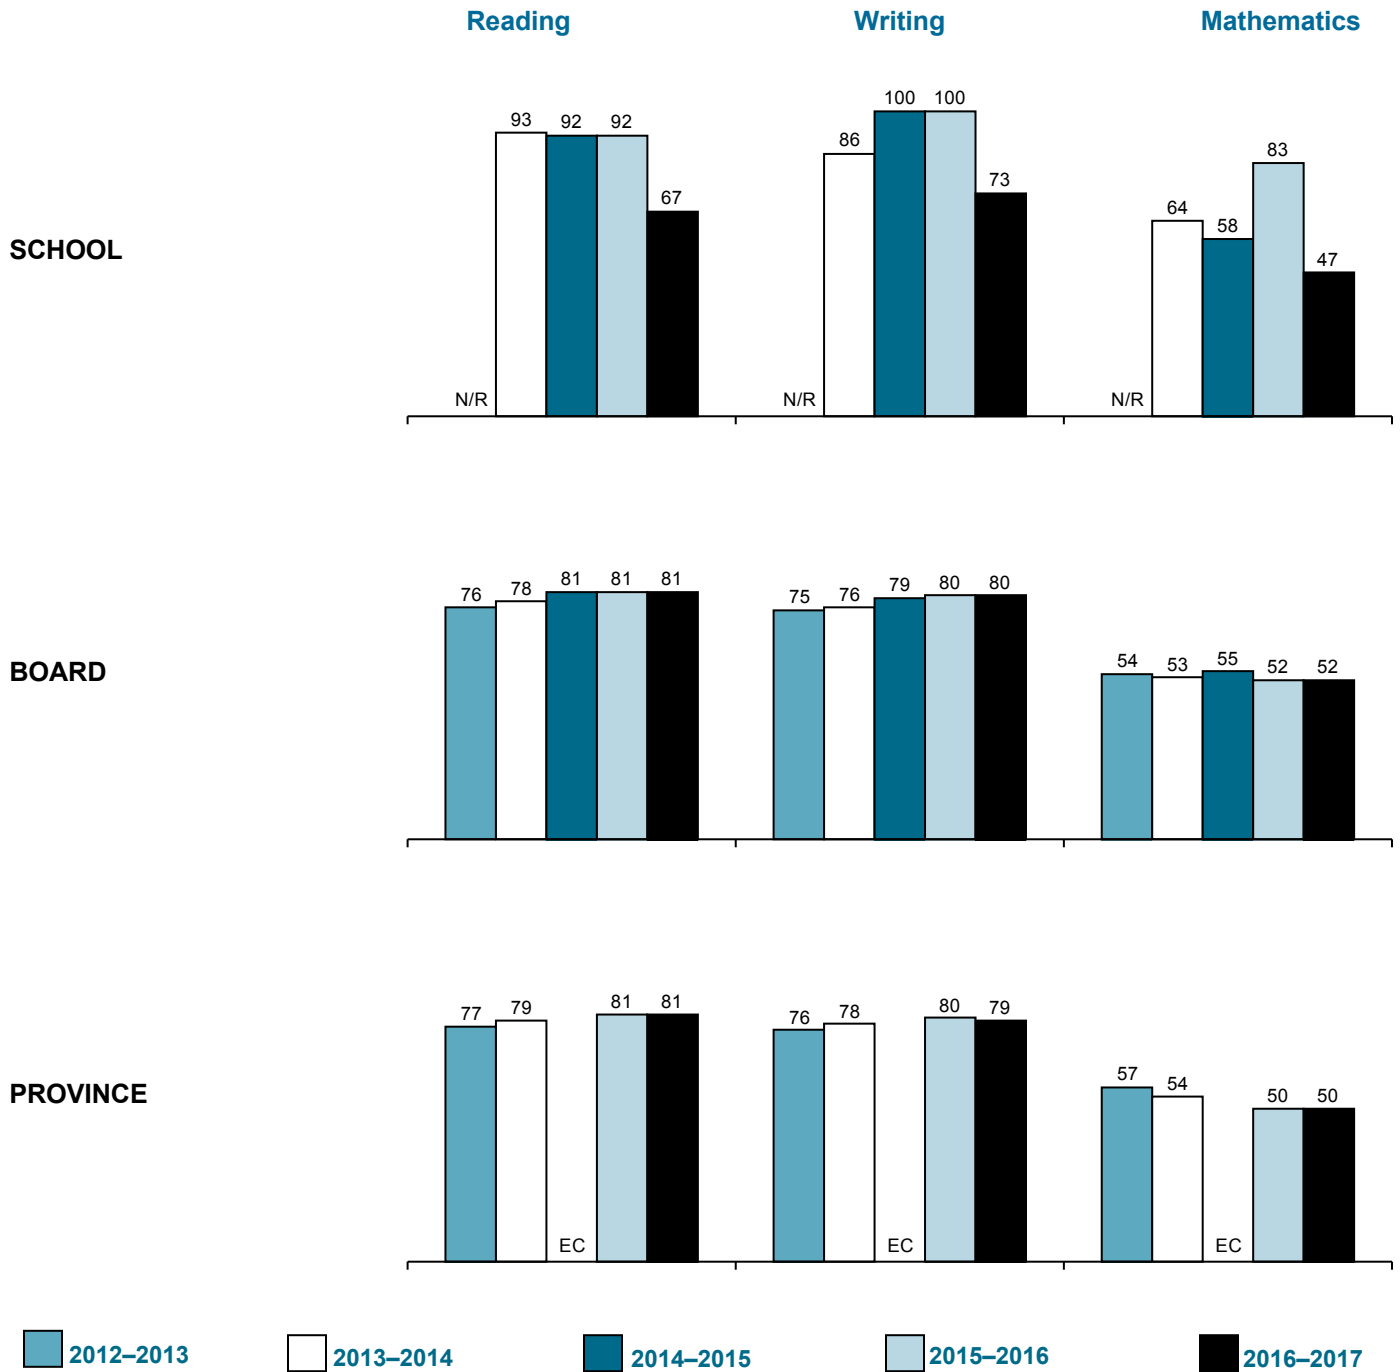 Reading Writing Mathematics
SCHOOL
93 92 92 67
N/R
86 100 100 73
N/R
64 58 83 47
N/R
BOARD
76 78 81 81 81
75 76 79 80 80
54 53 55 52 52
PROVINCE
77 79 81 81
EC
76 78 80 79
EC
57 54 50 50
EC
2012–2013 2013–2014 2014–2015 2015–2016 2016–2017